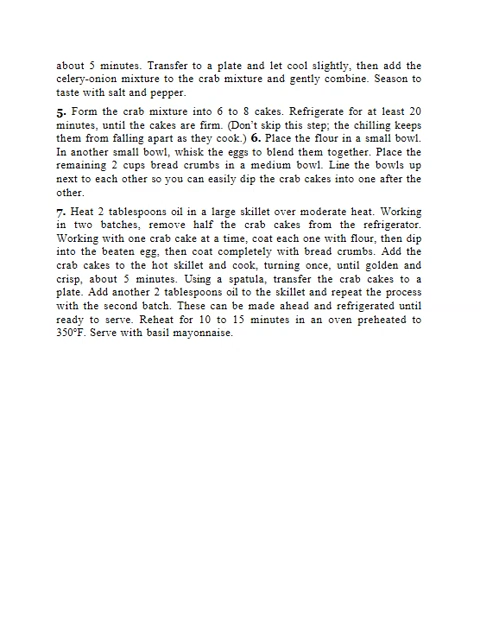 about 5 minutes. Transfer to a plate and let cool slightly, then add the
celery-onion mixture to the crab mixture and gently combine. Season to
taste with salt and pepper.
5. Form the crab mixture into 6 to 8 cakes. Refrigerate for at least 20
minutes, until the cakes are firm. (Don't skip this step; the chilling keeps
them from falling apart as they cook.) 6. Place the flour in a small bowl.
In another small bowl, whisk the eggs to blend them together. Place the
remaining 2 cups bread crumbs in a medium bowl. Line the bowls up
next to each other so you can easily dip the crab cakes into one after the
other.
7. Heat 2 tablespoons oil in a large skillet over moderate heat. Working
in two batches, remove half the crab cakes from the refrigerator.
Working with one crab cake at a time, coat each one with flour, then dip
into the beaten egg, then coat completely with bread crumbs. Add the
crab cakes to the hot skillet and cook, turning once, until golden and
crisp, about 5 minutes. Using a spatula, transfer the crab cakes to a
plate. Add another 2 tablespoons oil to the skillet and repeat the process
with the second batch. These can be made ahead and refrigerated until
ready to serve. Reheat for 10 to 15 minutes in an oven preheated to
350°F. Serve with basil mayonnaise.